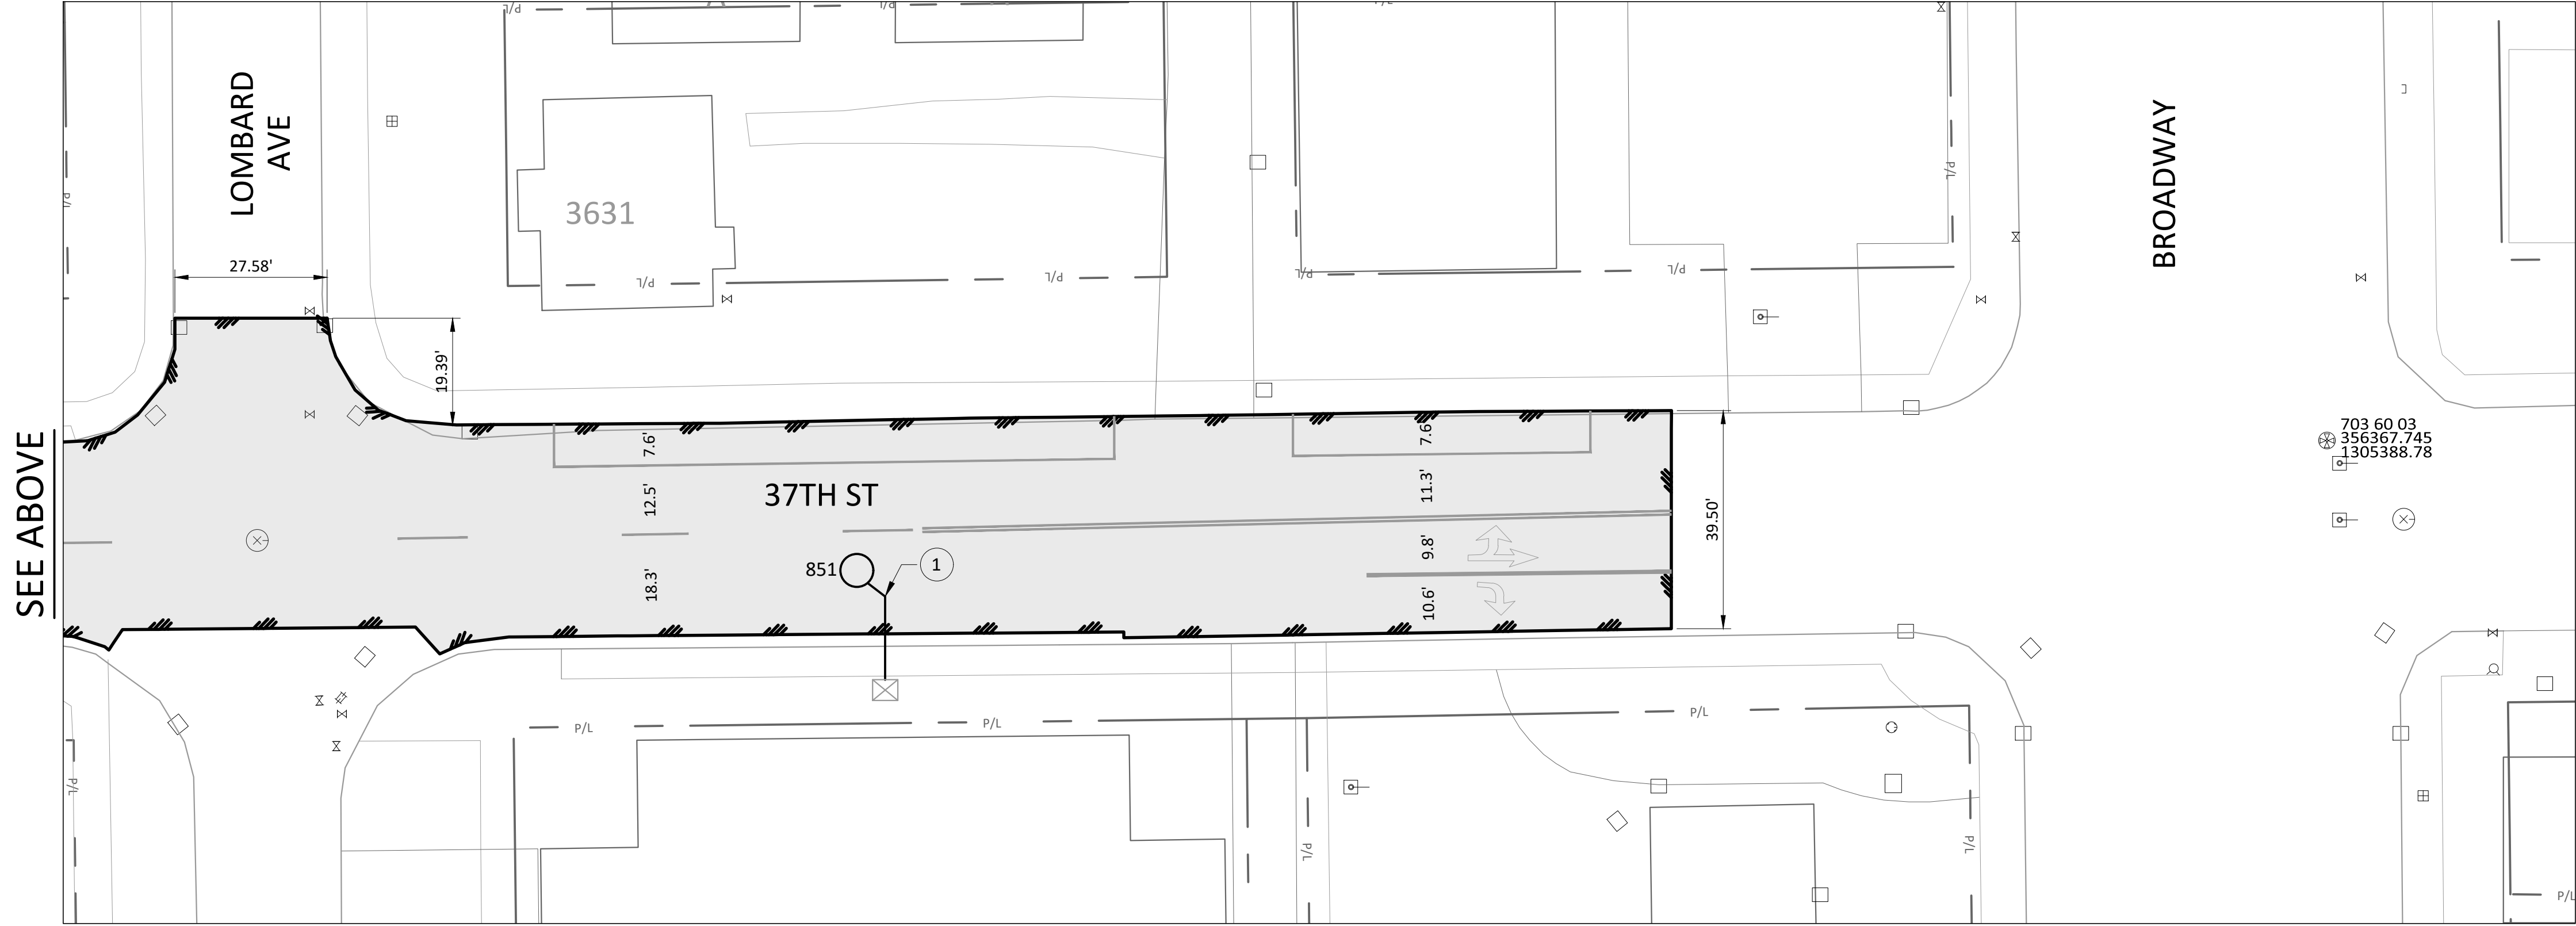 P/L
P/L
P/L
LOMBARD
AVE
BROADWAY
P/L
P/L
3631
27.58'
P/L
P/L
P/L
P/L
19.39'
SEE ABOVE
7.6'
7.6'
703 60 03
356367.745
1305388.78
12.5'
37TH ST
11.3'
39.50'
9.8'
851
1
18.3'
10.6'
P/L
P/L
P/L
P/L
P/L
P/L
P/L